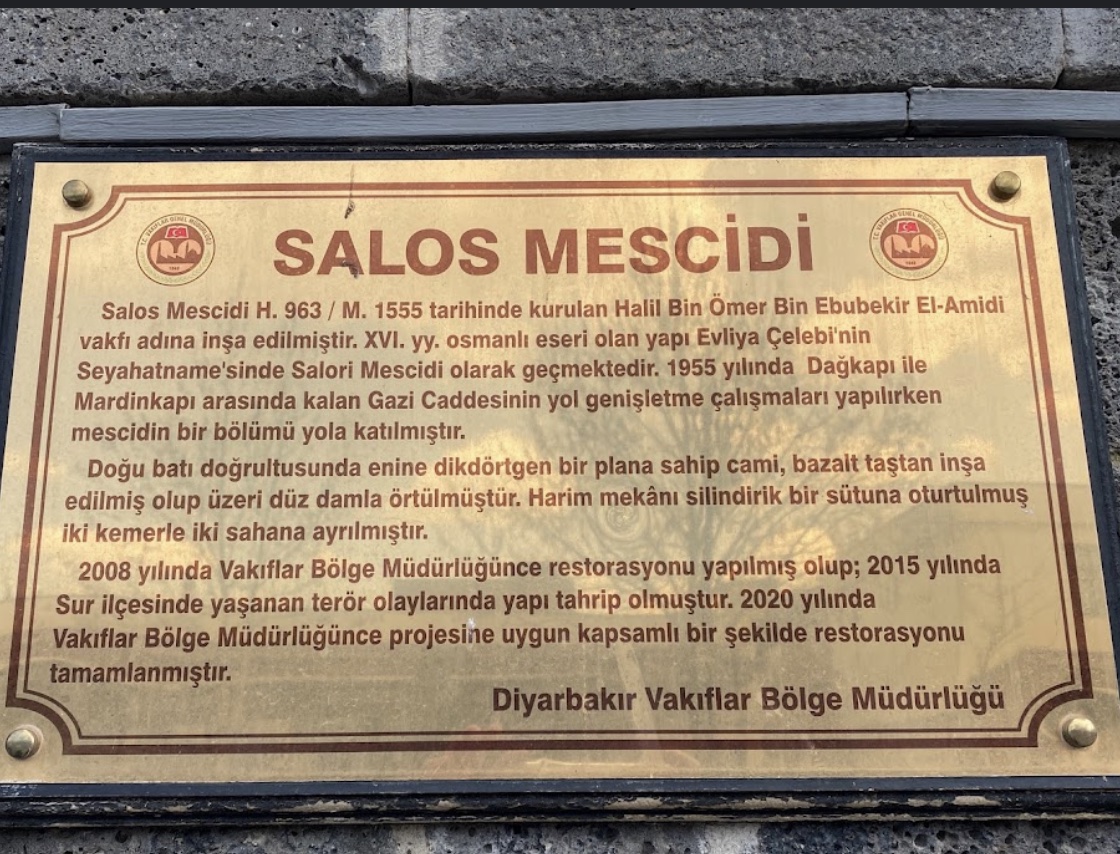 SALOS MESCİDİ
Salos Mescidi H. 963 / M. 1555 tarihinde kurulan Halil Bin Ömer Bin Ebubekir El-Amidi
vakfı adına inşa edilmiştir. XVI. yy. osmanlı eseri olan yapı Evliya Çelebi'nin
Seyahatname'sinde Salori Mescidi olarak geçmektedir. 1955 yılında Dağkapı ile
Mardinkapı arasında kalan Gazi Caddesinin yol genişletme çalışmaları yapılırken
mescidin bir bölümü yola katılmıştır.
Doğu batı doğrultusunda enine dikdörtgen bir plana sahip cami, bazalt taştan inşa
edilmiş olup üzeri düz damla örtülmüştür. Harim mekânı silindirik bir sütuna oturtulmuş
iki kemerle iki sahana ayrılmıştır.
2008 yılında Vakıflar Bölge Müdürlüğünce restorasyonu yapılmış olup; 2015 yılında
Sur ilçesinde yaşanan terör olaylarında yapı tahrip olmuştur. 2020 yılında
Vakıflar Bölge Müdürlüğünce projesine uygun kapsamlı bir şekilde restorasyonu
tamamlanmıştır.
Diyarbakır Vakıflar Bölge Müdürlüğü